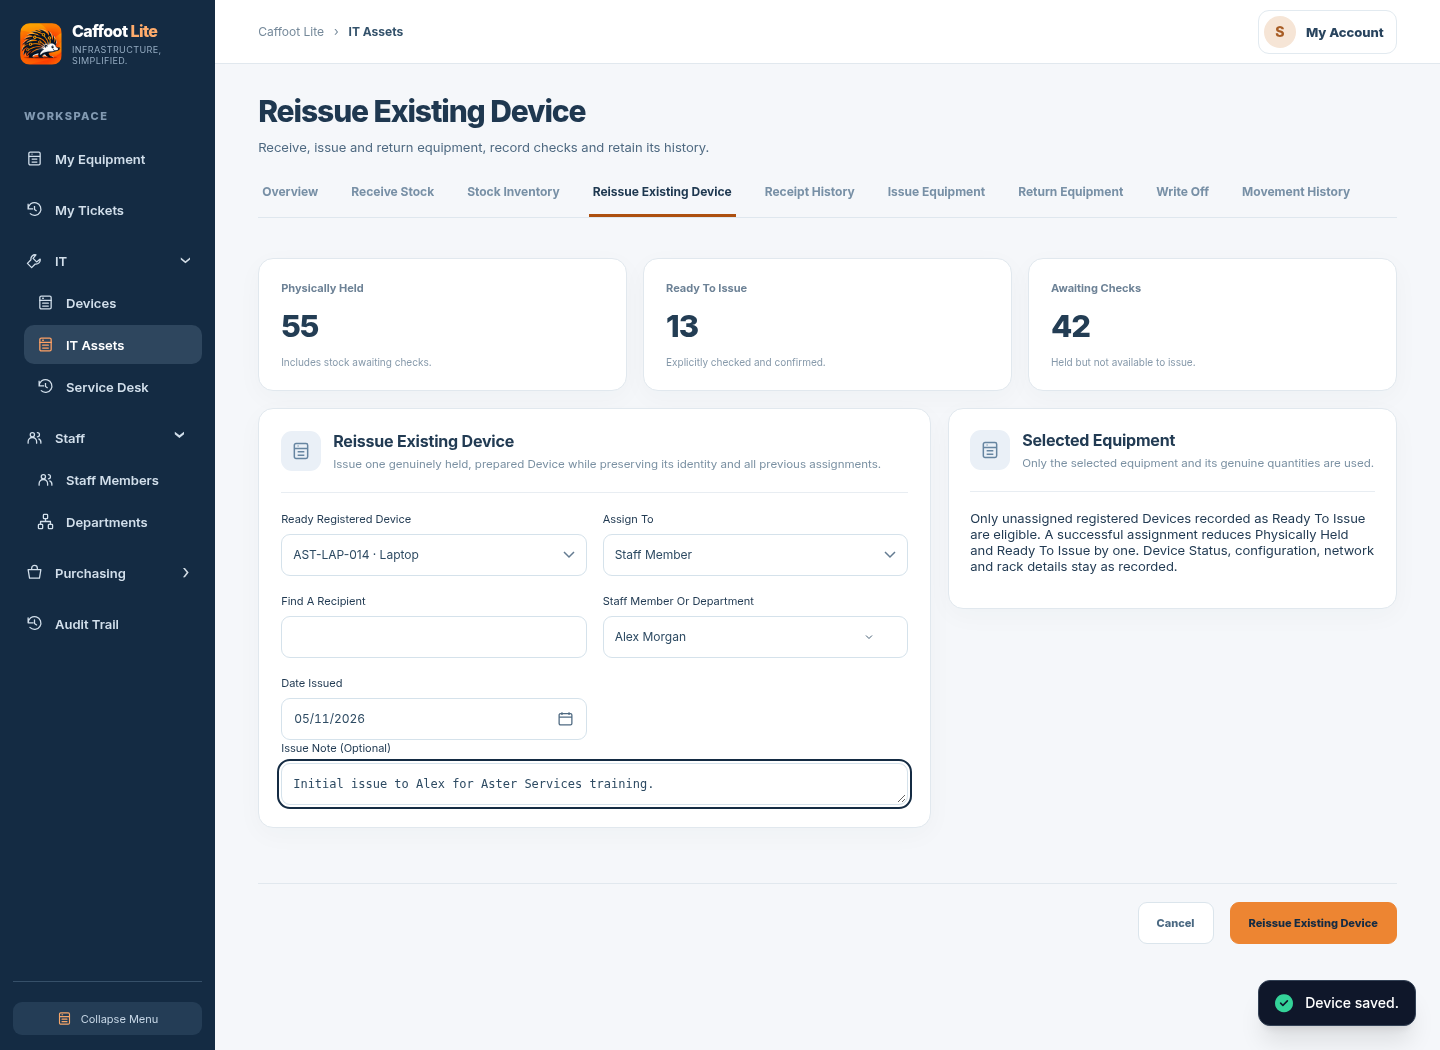 Caffoot Lite
INFRASTRUCTURE,
SIMPLIFIED.
WORKSPACE
My Equipment
My Tickets
IT
Devices
IT Assets
Service Desk
Staff
Staff Members
Departments
Purchasing
Audit Trail
Collapse Menu
Caffoot Lite › IT Assets
S My Account
Reissue Existing Device
Receive, issue and return equipment, record checks and retain its history.
Overview Receive Stock Stock Inventory Reissue Existing Device Receipt History Issue Equipment Return Equipment Write Off Movement History
Physically Held
55
Includes stock awaiting checks.
Ready To Issue
13
Explicitly checked and confirmed.
Awaiting Checks
42
Held but not available to issue.
Reissue Existing Device
Issue one genuinely held, prepared Device while preserving its identity and all previous assignments.
Ready Registered Device
AST-LAP-014 · Laptop
Assign To
Staff Member
Find A Recipient
Staff Member Or Department
Alex Morgan
Date Issued
05/11/2026
Issue Note (Optional)
Initial issue to Alex for Aster Services training.
Selected Equipment
Only the selected equipment and its genuine quantities are used.
Only unassigned registered Devices recorded as Ready To Issue
are eligible. A successful assignment reduces Physically Held
and Ready To Issue by one. Device Status, configuration, network
and rack details stay as recorded.
Cancel
Reissue Existing Device
Device saved.